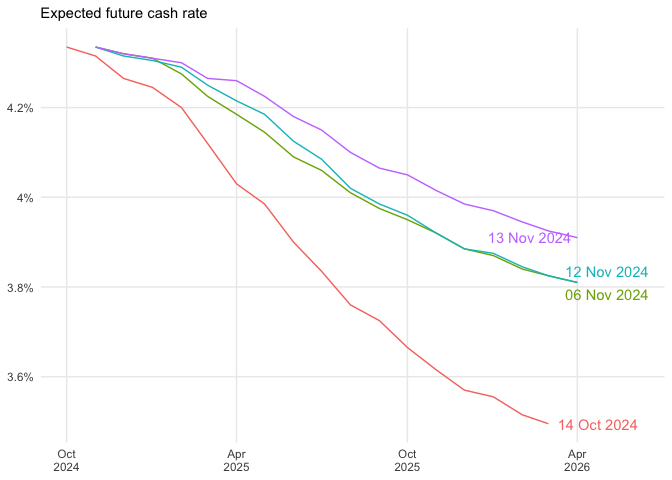 Expected future cash rate
4.2%
4%
3.8%
3.6%
13 Nov 2024
12 Nov 2024
06 Nov 2024
14 Oct 2024
Oct
2024
Apr
2025
Oct
2025
Apr
2026